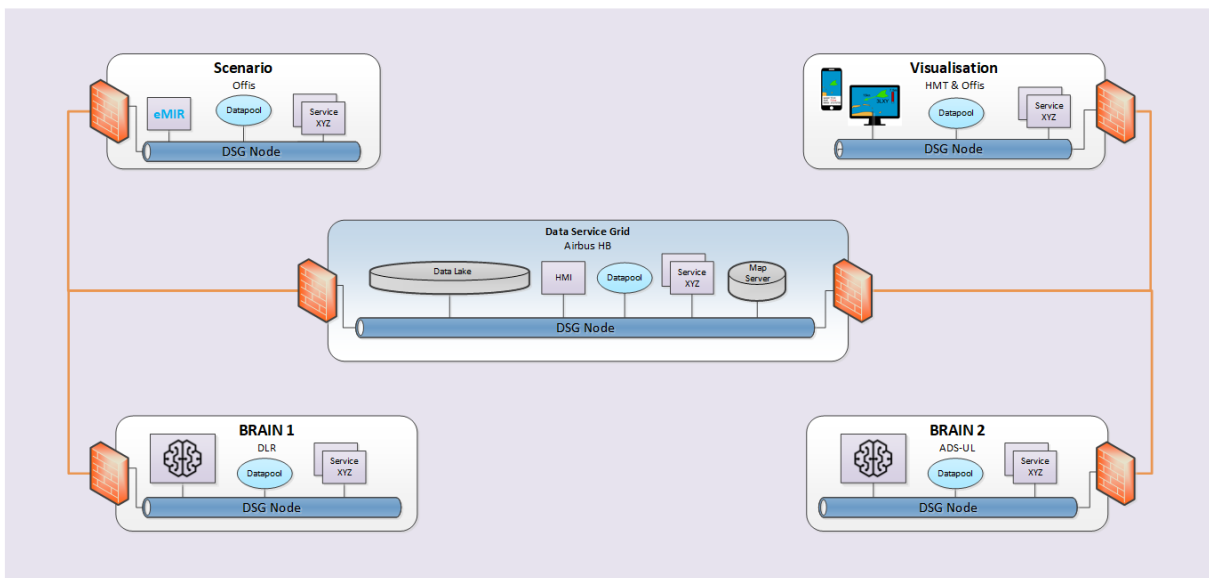 Scenario
Offis
eMIR
Datapool
Service
XYZ
DSG Node
Visualisation
HMT & Offis
Datapool
Service
XYZ
DSG Node
Data Service Grid
Airbus HB
Data Lake
HMI
Datapool
Service
XYZ
Map
Server
DSG Node
BRAIN 1
DLR
Datapool
Service
XYZ
DSG Node
BRAIN 2
ADS-UL
Datapool
Service
XYZ
DSG Node